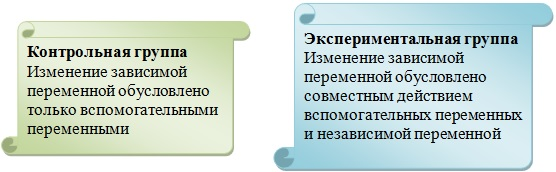 Контрольная группа
Изменение зависимой
переменной обусловлено
только вспомогательными
переменными
Экспериментальная группа
Изменение зависимой
переменной обусловлено
совместным действием
вспомогательных переменных
и независимой переменной